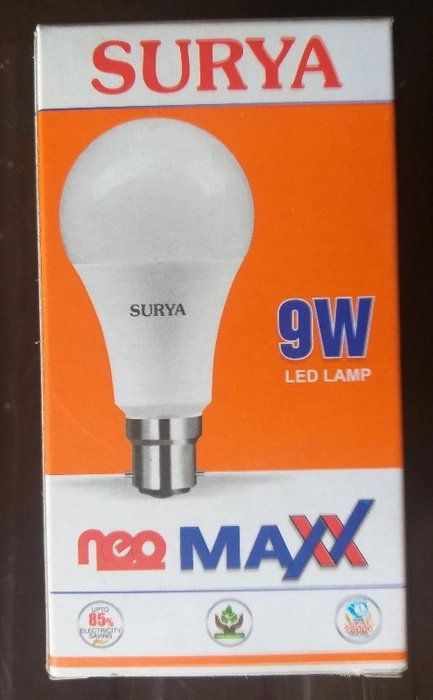 SURYA
SURYA
9W
LED LAMP
neo MAXX
UPTO
85%
ELECTRICITY
SAVING